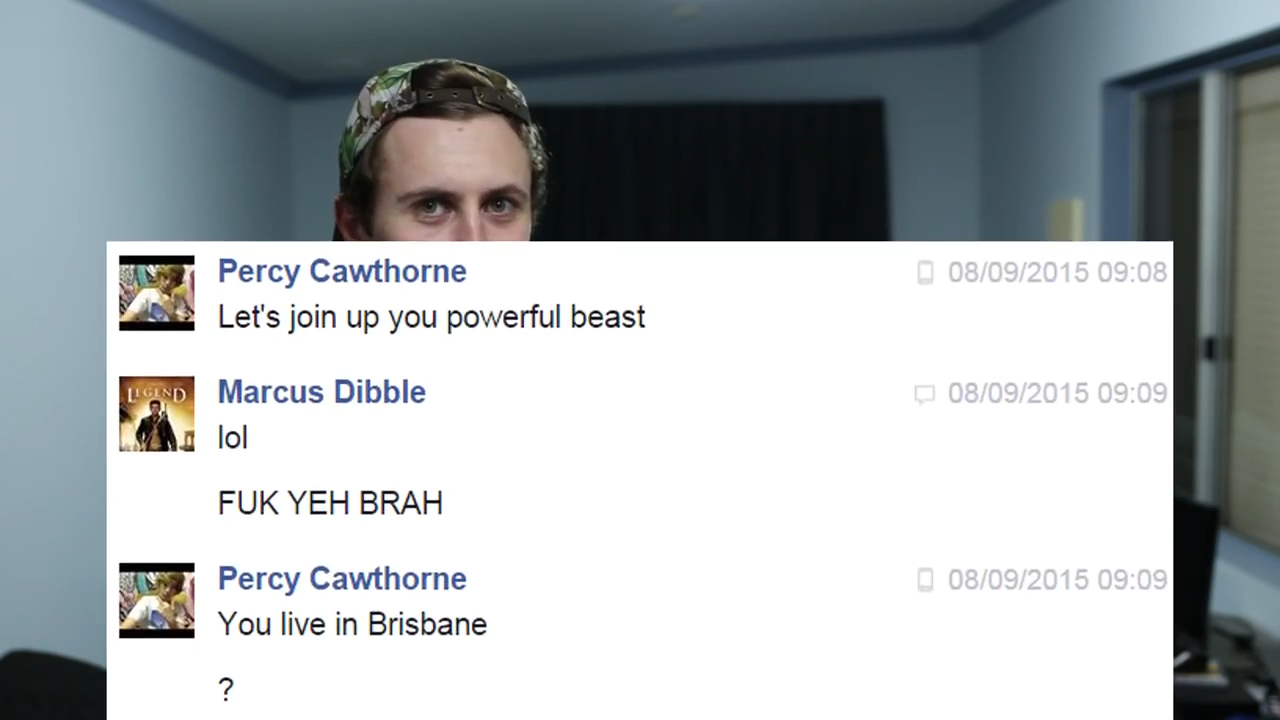 Percy Cawthorne 08/09/2015 09:08
Let's join up you powerful beast
LEGEND
Marcus Dibble 08/09/2015 09:09
lol
FUK YEH BRAH
Percy Cawthorne 08/09/2015 09:09
You live in Brisbane
?